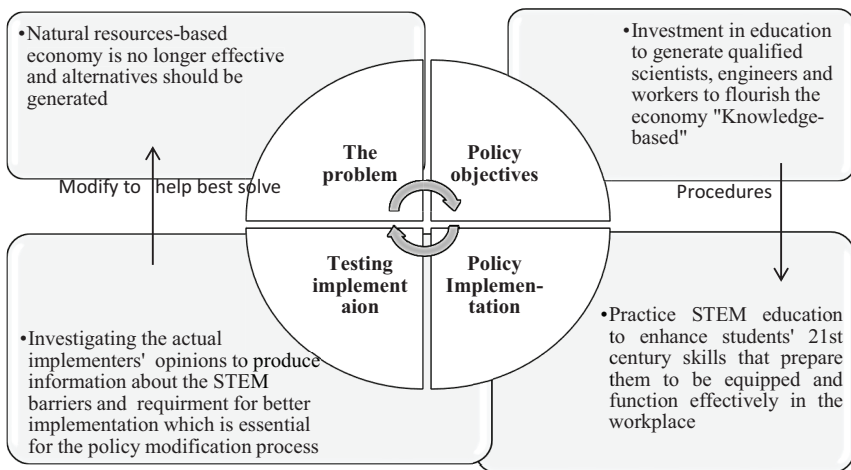 •Natural resources-based
economy is no longer effective
and alternatives should be
generated
•Investment in education
to generate qualified
scientists, engineers and
workers to flourish the
economy "Knowledge-
based"
The
problem
Policy
objectives
Modify to help best solve
Procedures
Testing
implement
aion
Policy
Implemen-
tation
•Investigating the actual
implementers' opinions to produce
information about the STEM
barriers and requirment for better
implementation which is essential
for the policy modification process
•Practice STEM education
to enhance students' 21st
century skills that prepare
them to be equipped and
function effectively in the
workplace